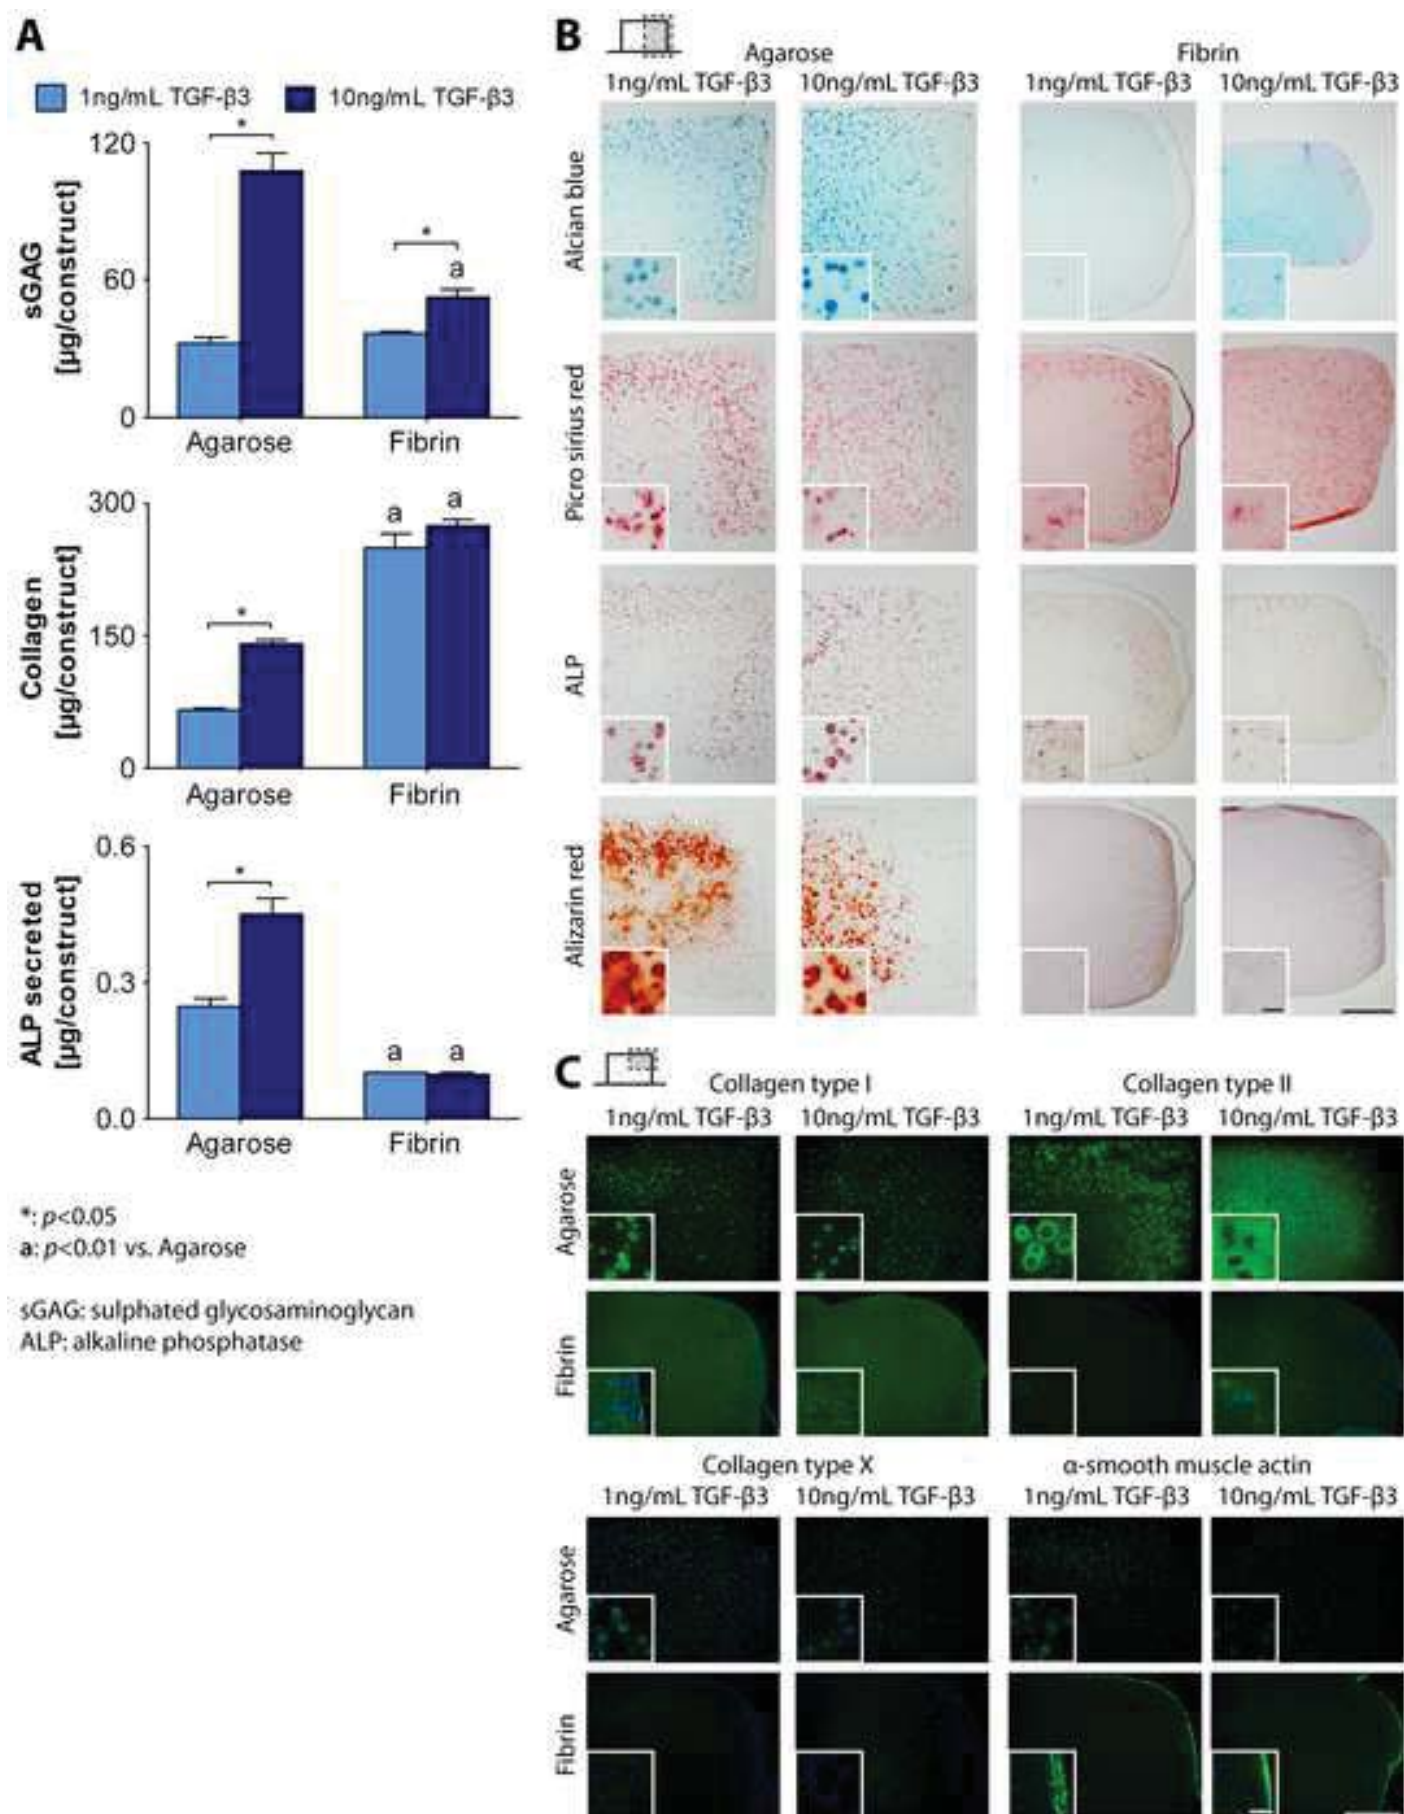 A
1ng/mL TGF-β3 10ng/mL TGF-β3
*
120
60
0
sGAG
[µg/construct]
*
a
Agarose Fibrin
300
150
0
Collagen
[µg/construct]
*
a a
Agarose Fibrin
0.6
0.3
0.0
ALP secreted
[µg/construct]
*
a a
Agarose Fibrin
*: p<0.05
a: p<0.01 vs. Agarose
sGAG: sulphated glycosaminoglycan
ALP: alkaline phosphatase
B
Agarose Fibrin
1ng/mL TGF-β3 10ng/mL TGF-β3 1ng/mL TGF-β3 10ng/mL TGF-β3
Alcian blue
Picro sirius red
ALP
Alizarin red
C
Collagen type I Collagen type II
1ng/mL TGF-β3 10ng/mL TGF-β3 1ng/mL TGF-β3 10ng/mL TGF-β3
Agarose
Fibrin
Collagen type X α-smooth muscle actin
1ng/mL TGF-β3 10ng/mL TGF-β3 1ng/mL TGF-β3 10ng/mL TGF-β3
Agarose
Fibrin